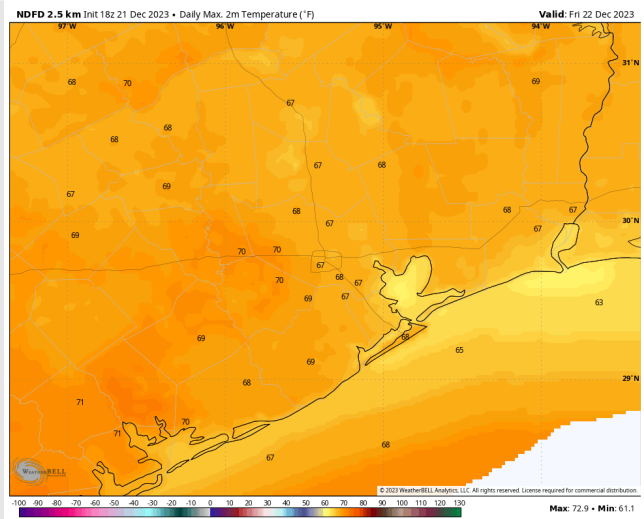 NDFD 2.5 km Init 18z 21 Dec 2023 • Daily Max. 2m Temperature (°F)
Valid: Fri 22 Dec 2023
97°W 96°W 95°W 94°W
31°N
68 70 69
67
68
68
67 68
69
67
68 68 67
67 67
69
70 70
67
68
70 67
69 67
63
69 68
65
69
68
29°N
71
70
71
68
67
30°N
WEATHERBELL
© 2023 WeatherBELL Analytics, LLC. All rights reserved. License required for commercial distribution.
-100 -90 -80 -70 -60 -50 -40 -30 -20 -10 0 10 20 30 40 50 60 70 80 90 100 110 120 130
Max: 72.9 • Min: 61.1